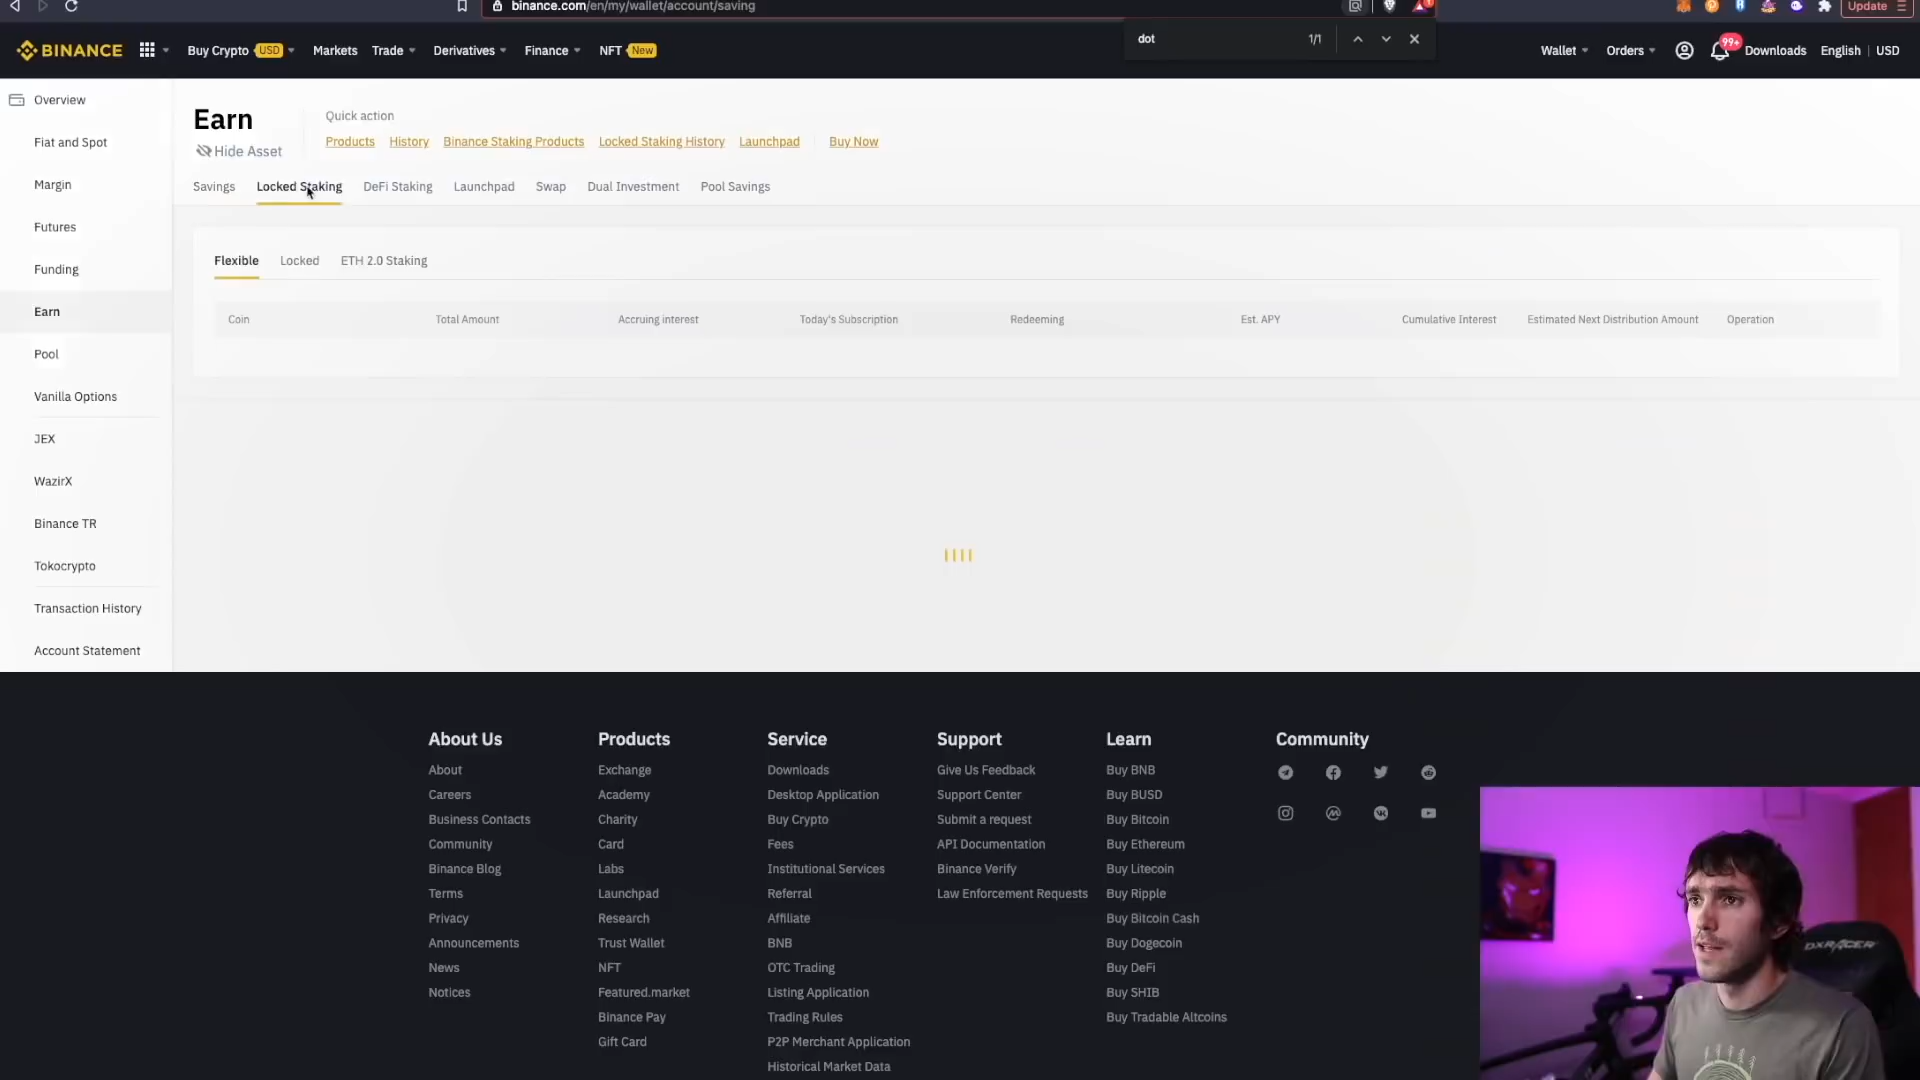 binance.com/en/my/wallet/account/saving
Update
dot 1/1
BINANCE
Buy Crypto USD Markets Trade Derivatives Finance NFT New
Wallet Orders 99+ Downloads English | USD
Overview
Fiat and Spot
Margin
Futures
Funding
Earn
Pool
Vanilla Options
JEX
WazirX
Binance TR
Tokocrypto
Transaction History
Account Statement
Earn
Hide Asset
Quick action
Products History Binance Staking Products Locked Staking History Launchpad Buy Now
Savings Locked Staking DeFi Staking Launchpad Swap Dual Investment Pool Savings
Flexible Locked ETH 2.0 Staking
Coin Total Amount Accruing interest Today's Subscription Redeeming Est. APY Cumulative Interest Estimated Next Distribution Amount Operation
About Us
About
Careers
Business Contacts
Community
Binance Blog
Terms
Privacy
Announcements
News
Notices
Products
Exchange
Academy
Charity
Card
Labs
Launchpad
Research
Trust Wallet
NFT
Featured.market
Binance Pay
Gift Card
Service
Downloads
Desktop Application
Buy Crypto
Fees
Institutional Services
Referral
Affiliate
BNB
OTC Trading
Listing Application
Trading Rules
P2P Merchant Application
Historical Market Data
Support
Give Us Feedback
Support Center
Submit a request
API Documentation
Binance Verify
Law Enforcement Requests
Learn
Buy BNB
Buy BUSD
Buy Bitcoin
Buy Ethereum
Buy Litecoin
Buy Ripple
Buy Bitcoin Cash
Buy Dogecoin
Buy DeFi
Buy SHIB
Buy Tradable Altcoins
Community
DXRACER